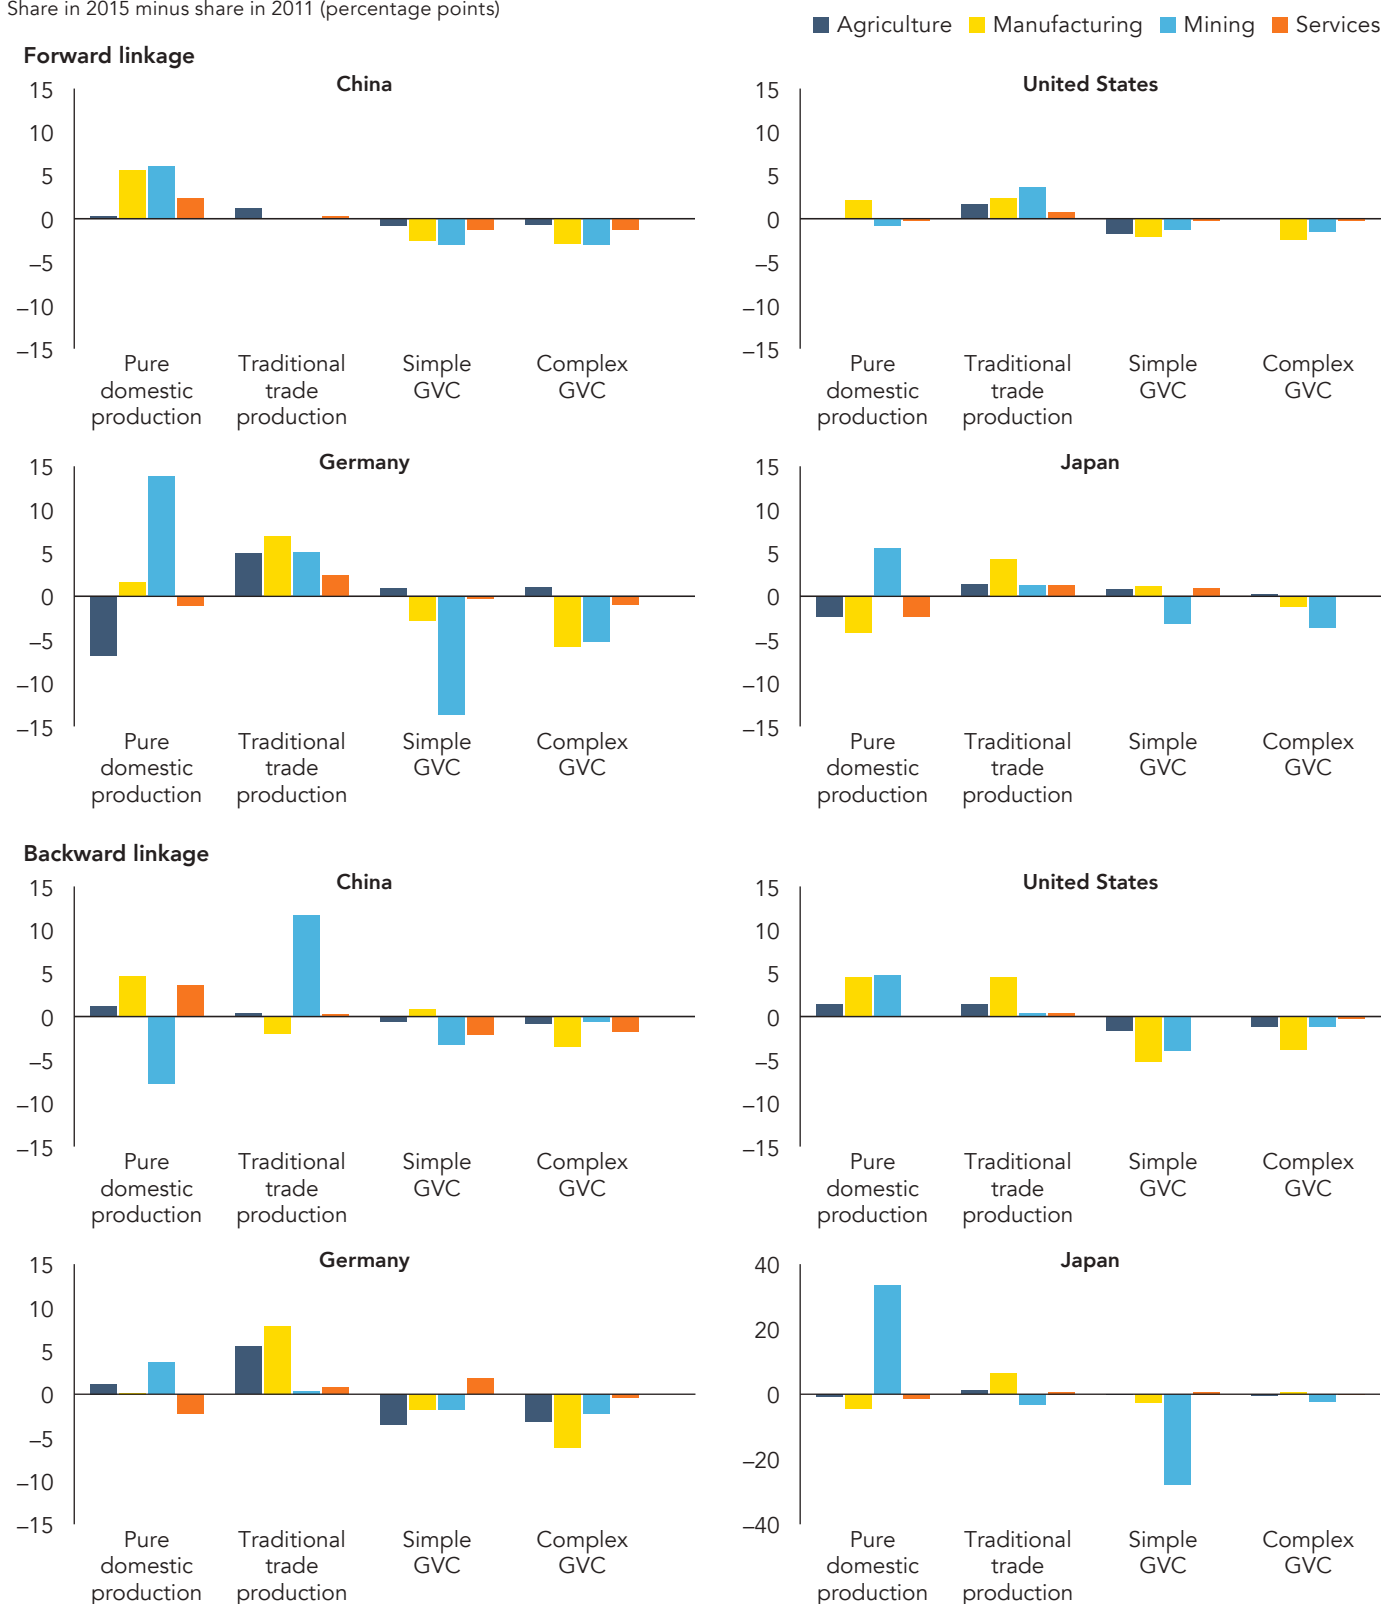 Share in 2015 minus share in 2011 (percentage points)
Agriculture Manufacturing Mining Services
Forward linkage
China
15
10
5
0
–5
–10
–15
Pure domestic production
Traditional trade production
Simple GVC
Complex GVC
United States
15
10
5
0
–5
–10
–15
Pure domestic production
Traditional trade production
Simple GVC
Complex GVC
Germany
15
10
5
0
–5
–10
–15
Pure domestic production
Traditional trade production
Simple GVC
Complex GVC
Japan
15
10
5
0
–5
–10
–15
Pure domestic production
Traditional trade production
Simple GVC
Complex GVC
Backward linkage
China
15
10
5
0
–5
–10
–15
Pure domestic production
Traditional trade production
Simple GVC
Complex GVC
United States
15
10
5
0
–5
–10
–15
Pure domestic production
Traditional trade production
Simple GVC
Complex GVC
Germany
15
10
5
0
–5
–10
–15
Pure domestic production
Traditional trade production
Simple GVC
Complex GVC
Japan
40
20
0
–20
–40
Pure domestic production
Traditional trade production
Simple GVC
Complex GVC